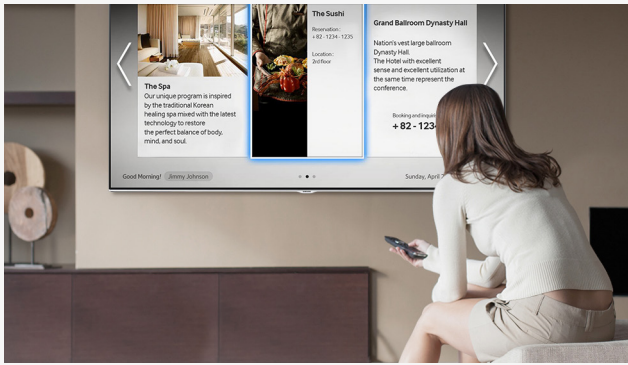 The Spa
Our unique program is inspired
by the traditional Korean
healing spa mixed with the latest
technology to restore
the perfect balance of body,
mind, and soul.
The Sushi
Reservation :
+ 82 - 1234 - 1235
Location :
2rd floor
Grand Ballroom Dynasty Hall
Nation's vest large ballroom
Dynasty Hall.
The Hotel with excellent
sense and excellent utilization at
the same time represent the
conference.
Booking and
+ 82 - 123
Good Morning! Jimmy Johnson
Sunday, April